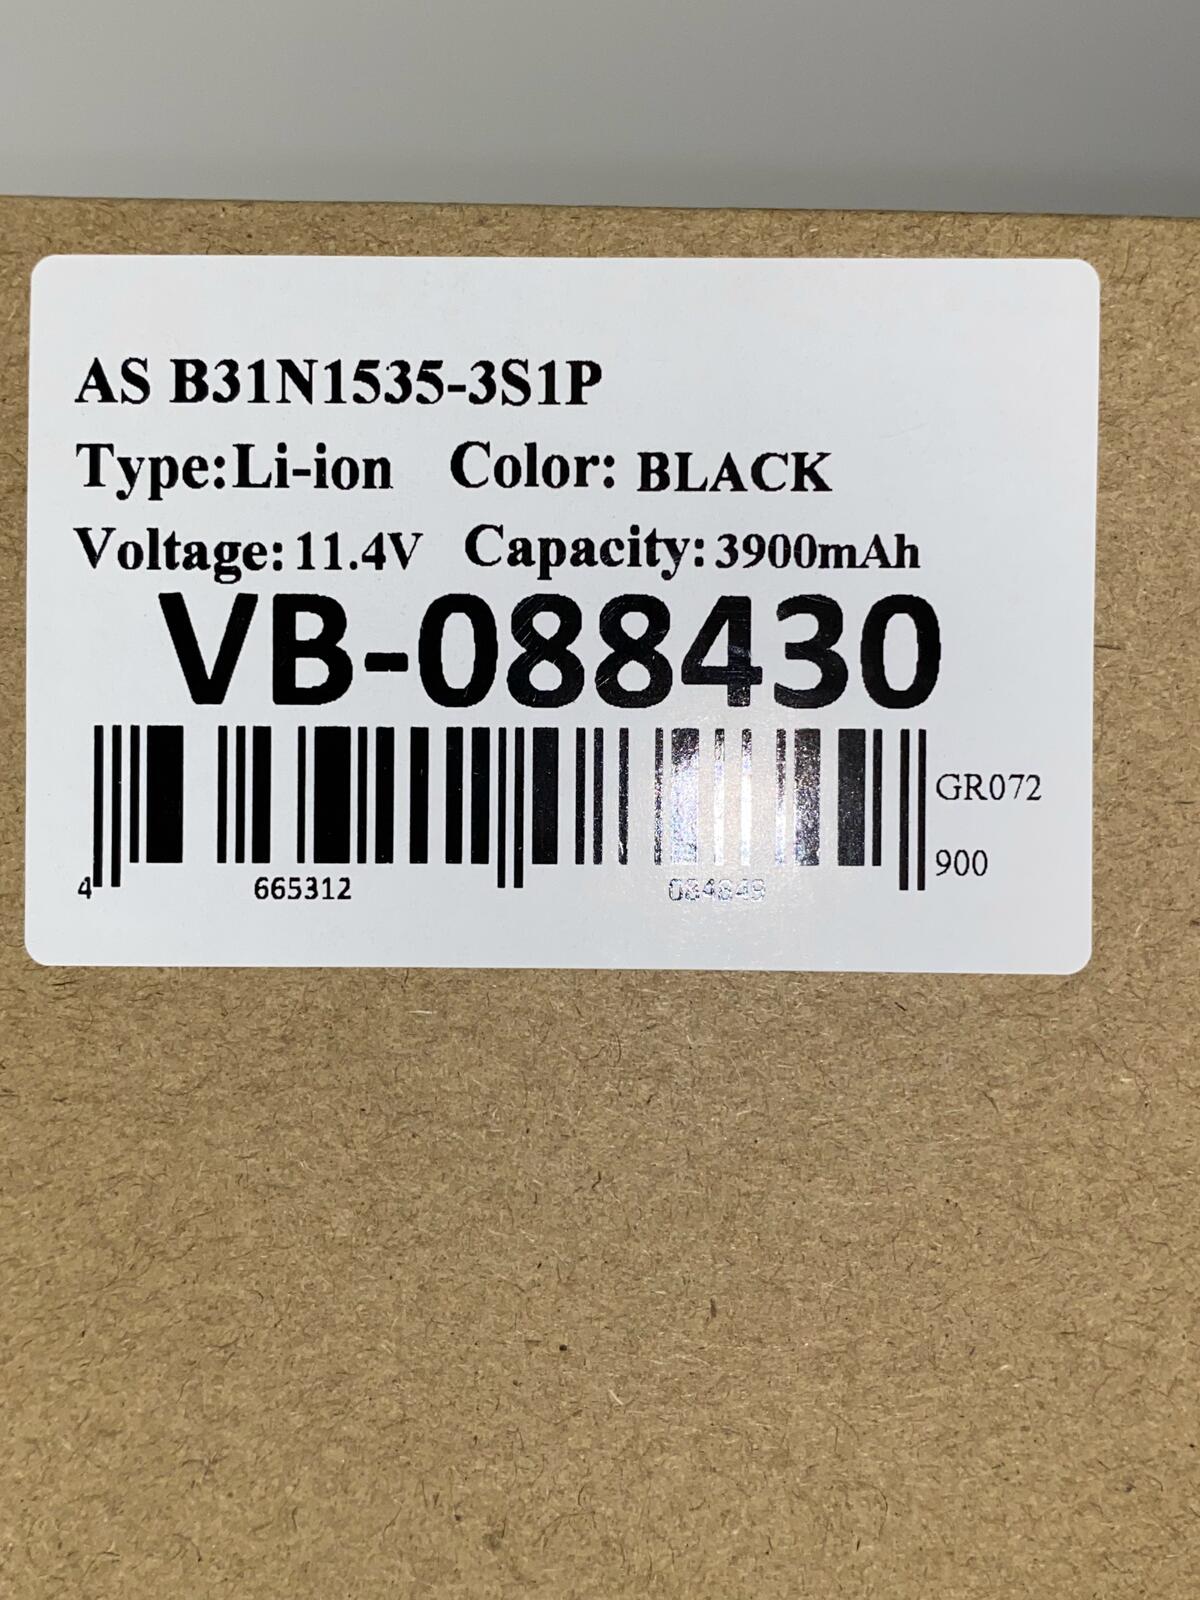 AS B31N1535-3S1P
Type:Li-ion Color: BLACK
Voltage: 11.4V Capacity: 3900mAh
VB-088430
GR072
900
4 665312